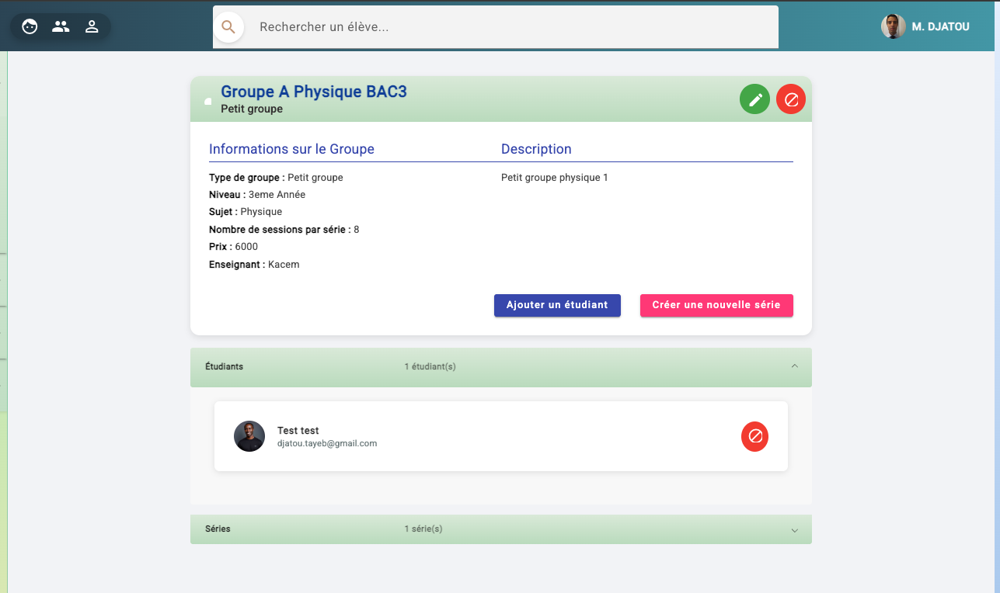 Rechercher un élève...
M. DJATOU
Groupe A Physique BAC3
Petit groupe
Informations sur le Groupe
Type de groupe : Petit groupe
Niveau : 3eme Année
Sujet : Physique
Nombre de sessions par série : 8
Prix : 6000
Enseignant : Kacem
Description
Petit groupe physique 1
Ajouter un étudiant
Créer une nouvelle série
Étudiants
1 étudiant(s)
Test test
djatou.tayeb@gmail.com
Séries
1 série(s)